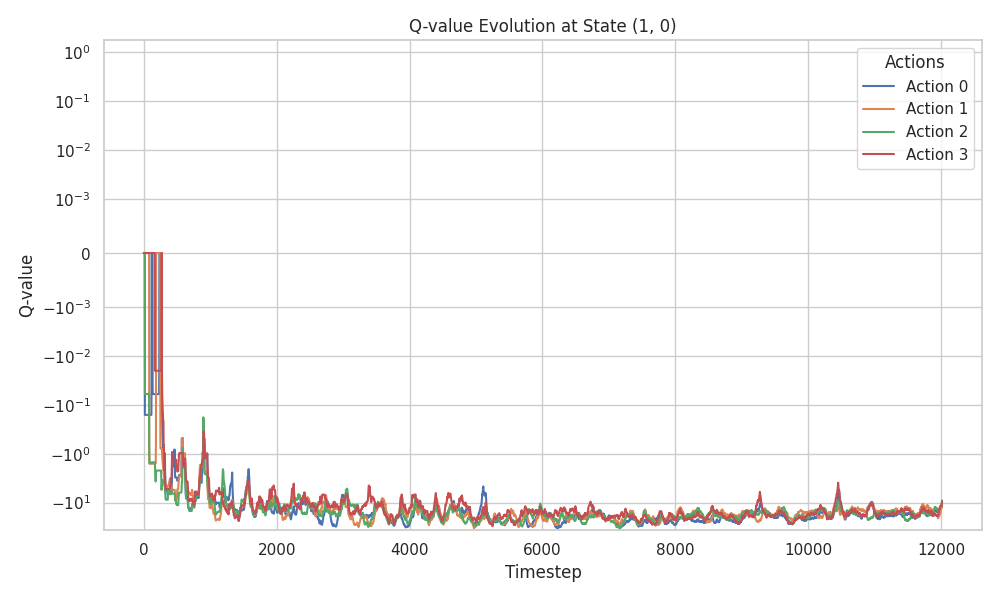 Q-value Evolution at State (1, 0)
Actions
Action 0
Action 1
Action 2
Action 3
10⁰
10⁻¹
10⁻²
10⁻³
0
−10⁻³
−10⁻²
−10⁻¹
−10⁰
−10¹
Q-value
0
2000
4000
6000
8000
10000
12000
Timestep